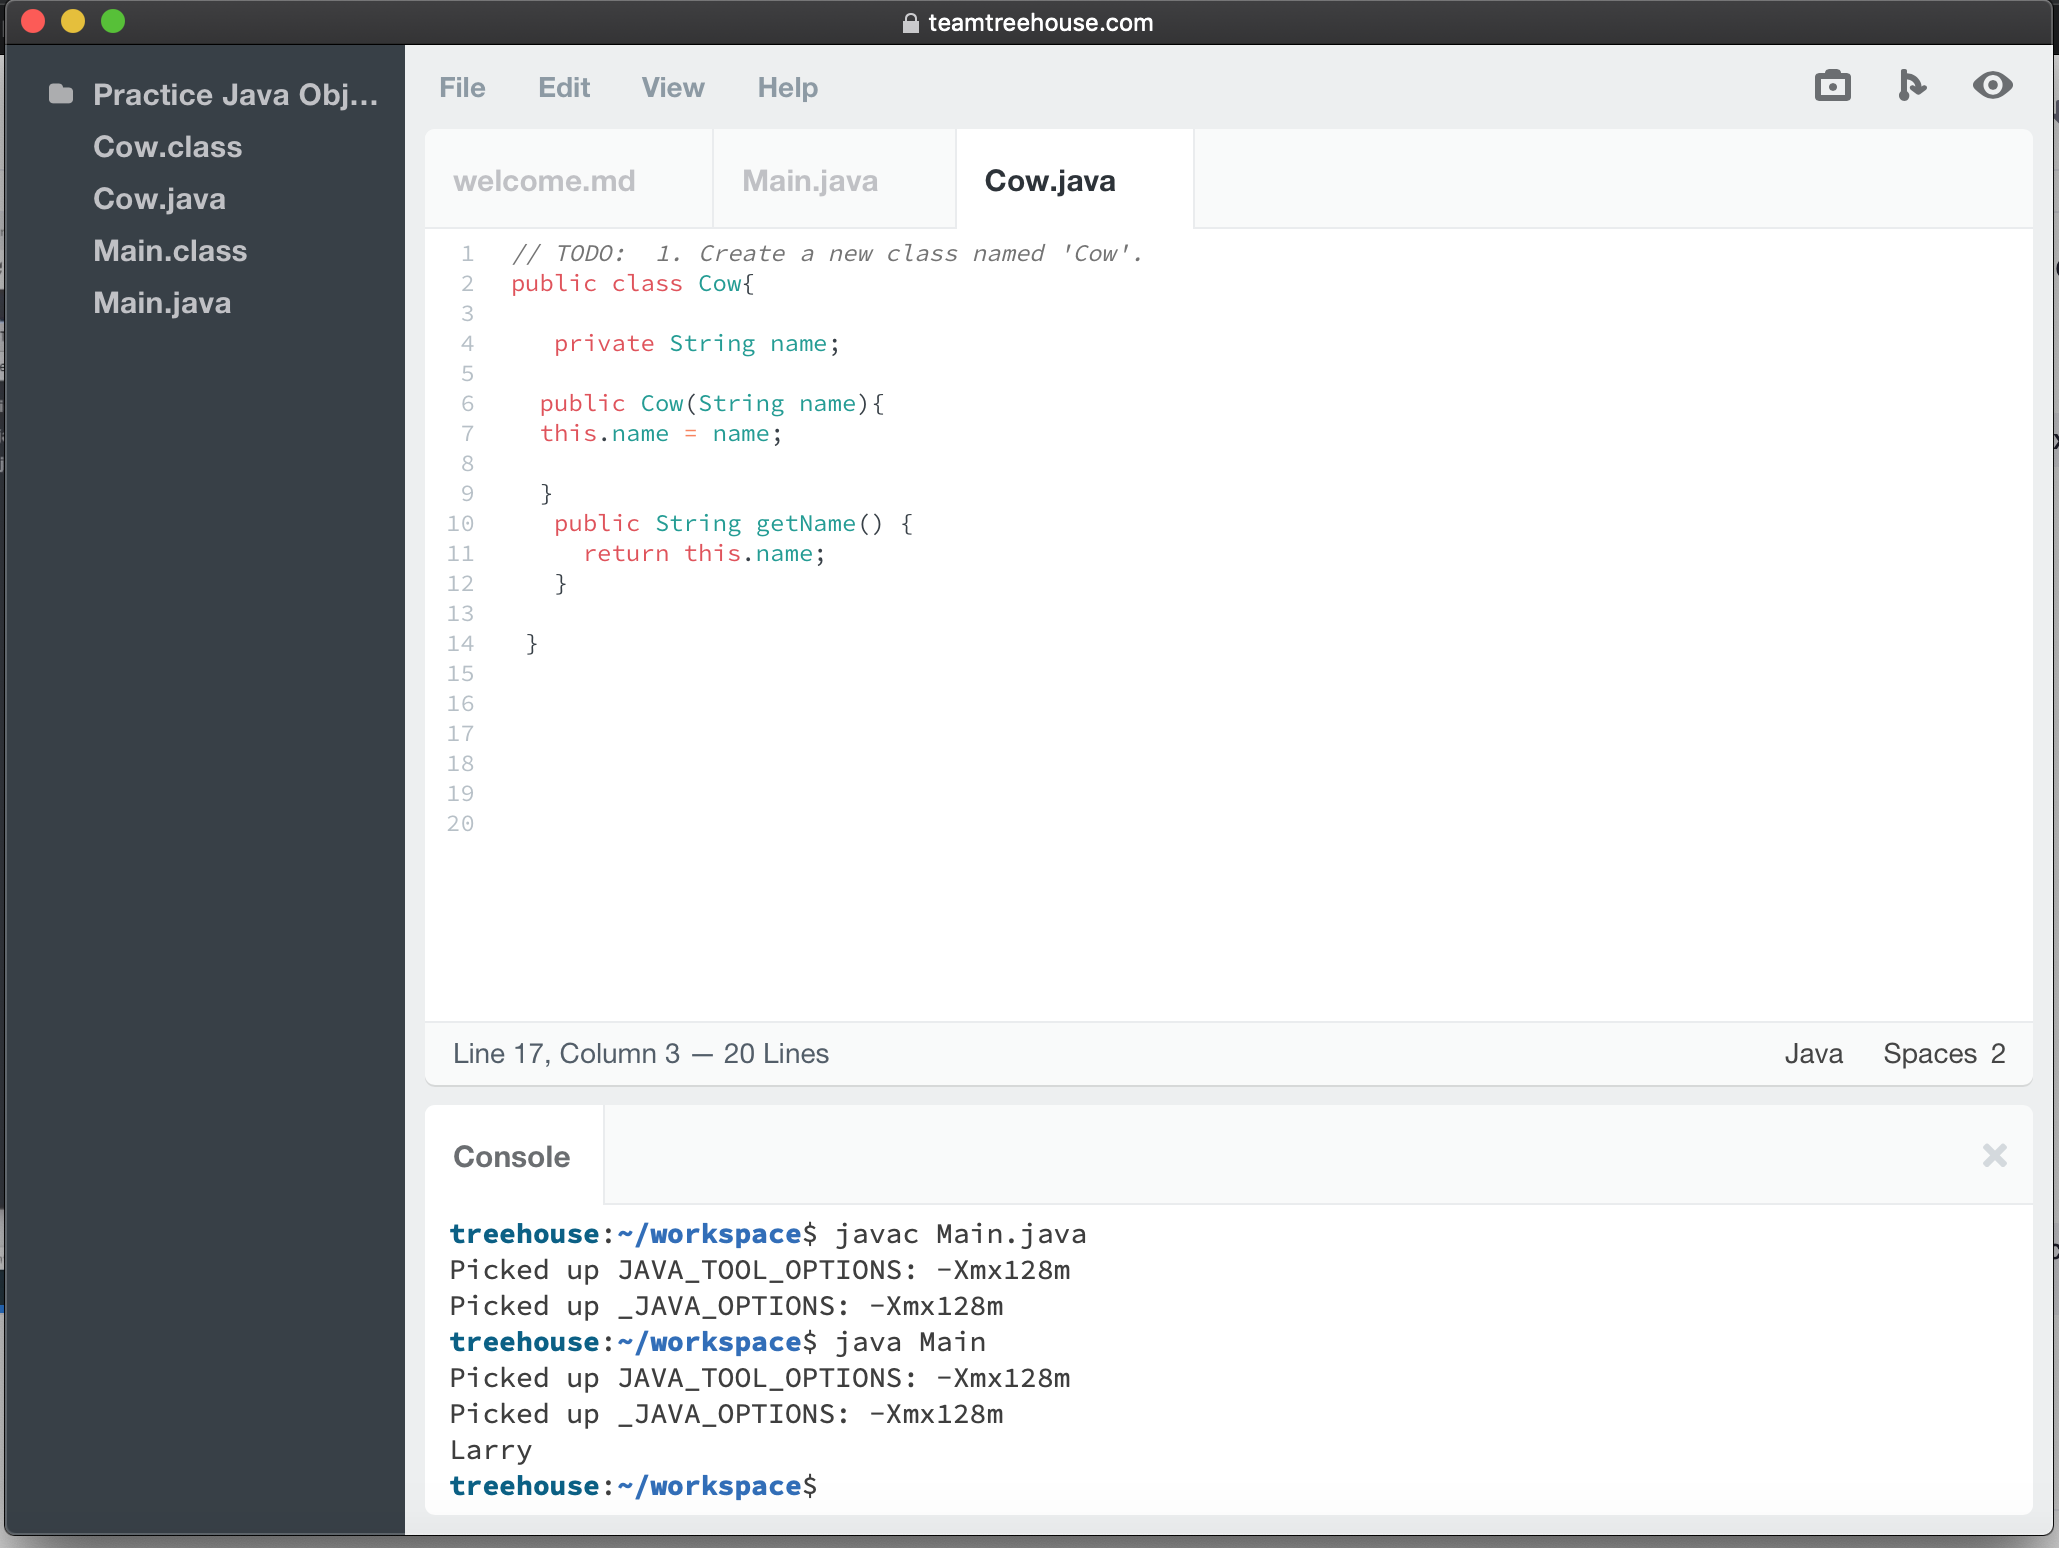 teamtreehouse.com
Practice Java Obj...
Cow.class
Cow.java
Main.class
Main.java
File Edit View Help
welcome.md Main.java Cow.java
1 // TODO:  1. Create a new class named 'Cow'.
2 public class Cow{
3
4    private String name;
5
6   public Cow(String name){
7   this.name = name;
8
9   }
10    public String getName() {
11      return this.name;
12    }
13
14  }
15
16
17
18
19
20
Line 17, Column 3 — 20 Lines Java Spaces 2
Console
treehouse:~/workspace$ javac Main.java
Picked up JAVA_TOOL_OPTIONS: -Xmx128m
Picked up _JAVA_OPTIONS: -Xmx128m
treehouse:~/workspace$ java Main
Picked up JAVA_TOOL_OPTIONS: -Xmx128m
Picked up _JAVA_OPTIONS: -Xmx128m
Larry
treehouse:~/workspace$